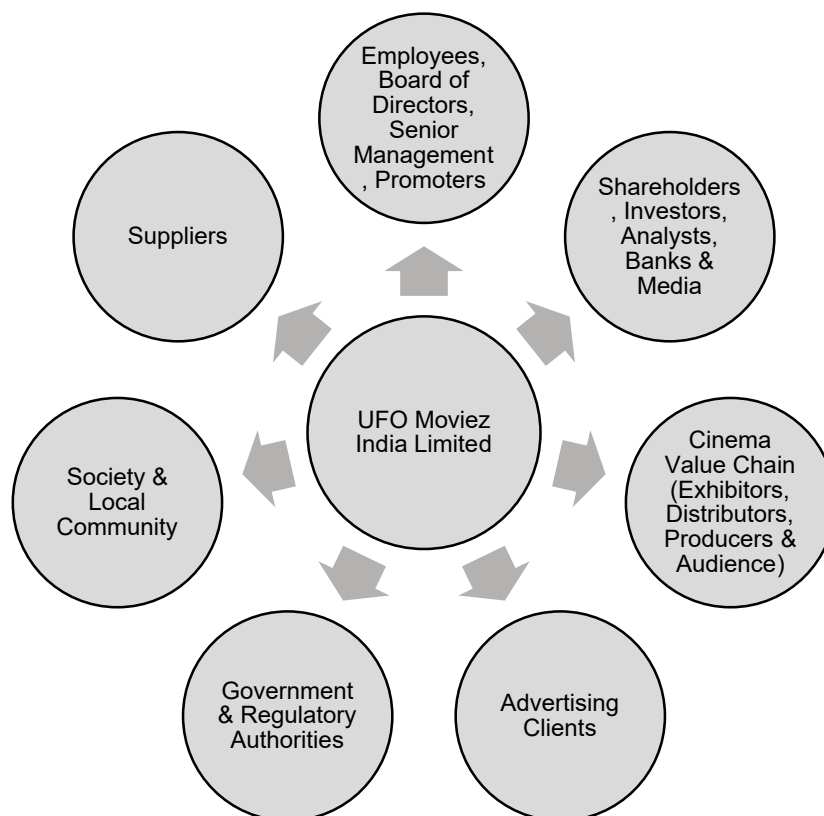 Employees,
Board of
Directors,
Senior
Management
, Promoters
Shareholders
, Investors,
Analysts,
Banks &
Media
Cinema
Value Chain
(Exhibitors,
Distributors,
Producers &
Audience)
Advertising
Clients
Government
& Regulatory
Authorities
Society &
Local
Community
Suppliers
UFO Moviez
India Limited